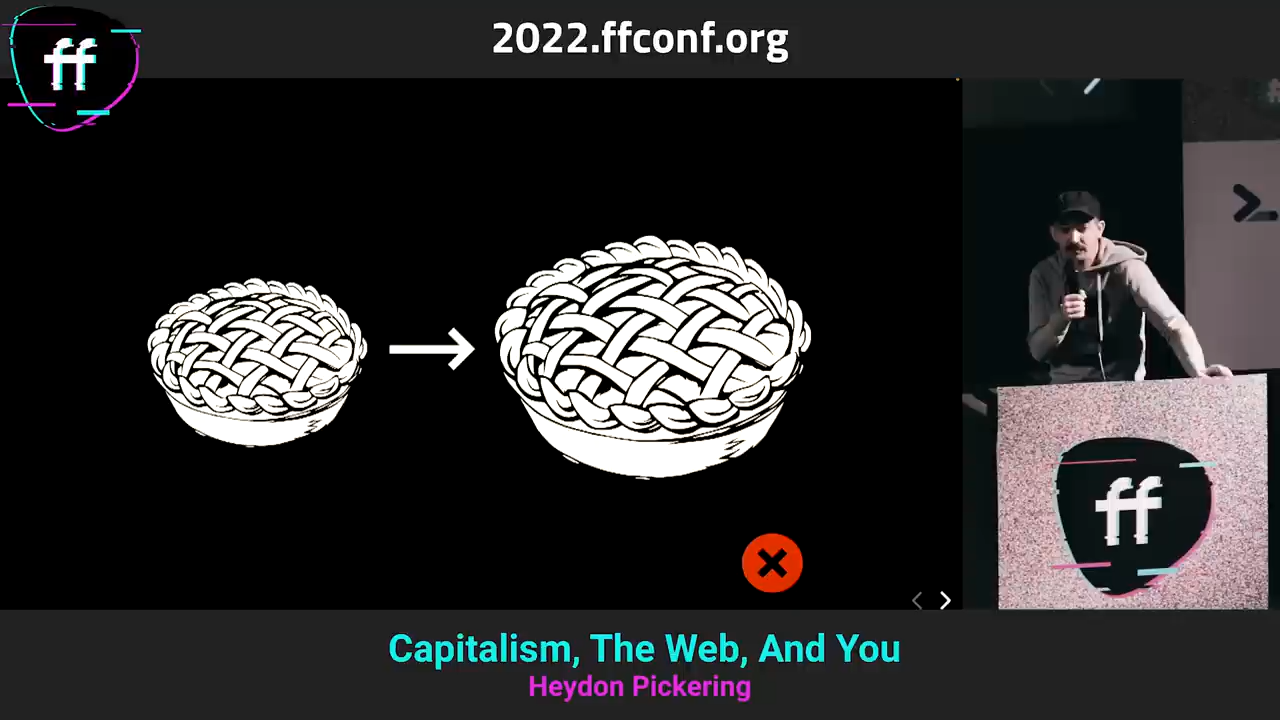 2022.ffconf.org
ff
ff
Capitalism, The Web, And You
Heydon Pickering